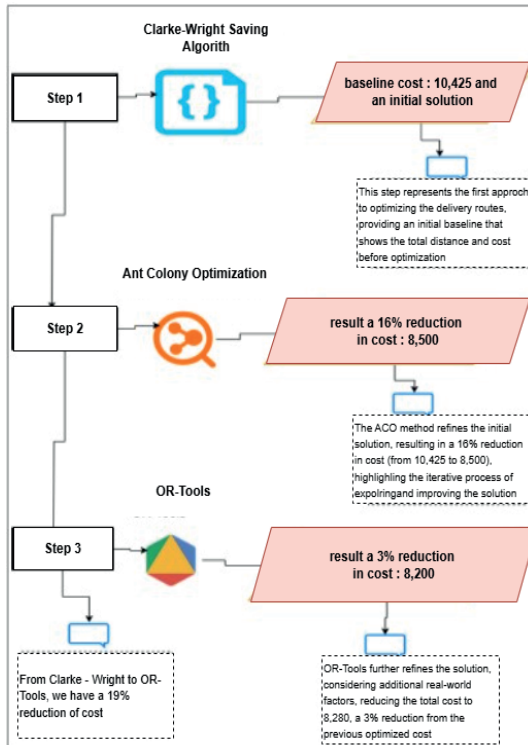 Clarke-Wright Saving
Algorith
Step 1
{ }
baseline cost : 10,425 and
an initial solution
This step represents the first approch
to optimizing the delivery routes,
providing an initial baseline that
shows the total distance and cost
before optimization
Ant Colony Optimization
Step 2
result a 16% reduction
in cost : 8,500
The ACO method refines the initial
solution, resulting in a 16% reduction
in cost (from 10,425 to 8,500),
highlighting the iterative process of
expolringand improving the solution
OR-Tools
Step 3
result a 3% reduction
in cost : 8,200
From Clarke - Wright to OR-
Tools, we have a 19%
reduction of cost
OR-Tools further refines the solution,
considering additional real-world
factors, reducing the total cost to
8,280, a 3% reduction from the
previous optimized cost